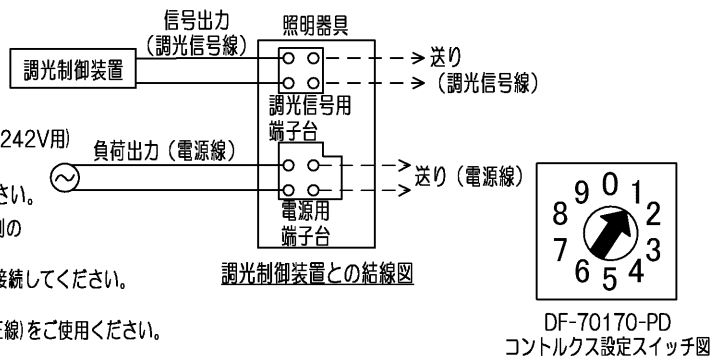 信号出力
(調光信号線)
照明器具
調光制御装置
送り
(調光信号線)
調光信号用
端子台
242V用)
負荷出力(電源線)
送り(電源線)
さい。
電源用
端子台
接続してください。
調光制御装置との結線図
圧線)をご使用ください。
0
1
2
3
4
5
6
7
8
9
DF-70170-PD
コントルクス設定スイッチ図